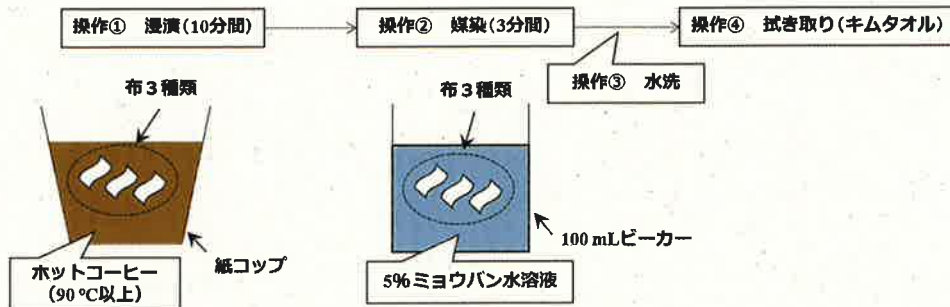 操作① 浸漬(10分間)
操作② 媒染(3分間)
操作④ 拭き取り(キムタオル)
操作③ 水洗
布３種類
布３種類
ホットコーヒー
(90 ℃以上)
紙コップ
5%ミョウバン水溶液
100 mLビーカー